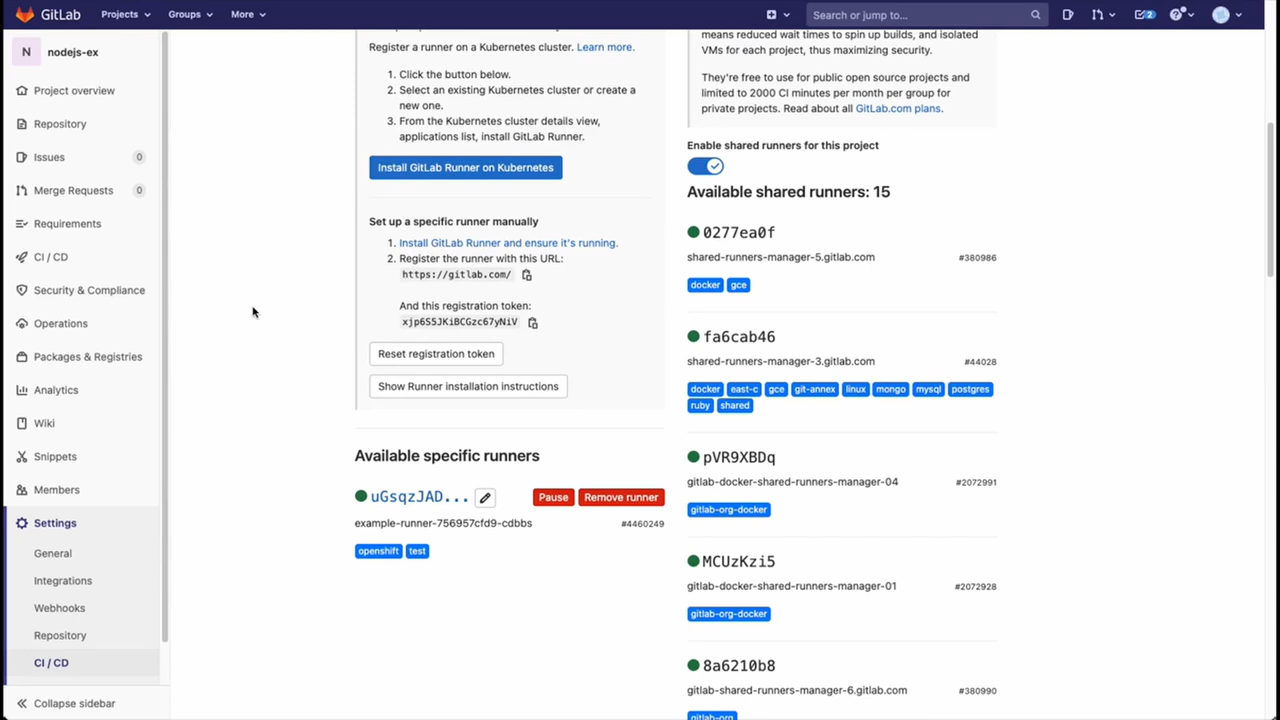 GitLab
Projects
Groups
More
Search or jump to...
2
N
nodejs-ex
Project overview
Repository
Issues
0
Merge Requests
0
Requirements
CI / CD
Security & Compliance
Operations
Packages & Registries
Analytics
Wiki
Snippets
Members
Settings
General
Integrations
Webhooks
Repository
CI / CD
Collapse sidebar
Register a runner on a Kubernetes cluster. Learn more.
1. Click the button below.
2. Select an existing Kubernetes cluster or create a
new one.
3. From the Kubernetes cluster details view,
applications list, install GitLab Runner.
Install GitLab Runner on Kubernetes
Set up a specific runner manually
1. Install GitLab Runner and ensure it's running.
2. Register the runner with this URL:
https://gitlab.com/
And this registration token:
xjp6S5JKiBCGzc67yNiV
Reset registration token
Show Runner installation instructions
Available specific runners
uGsqzJAD...
Pause
Remove runner
example-runner-756957cfd9-cdbbs
#4460249
openshift
test
means reduced wait times to spin up builds, and isolated
VMs for each project, thus maximizing security.
They're free to use for public open source projects and
limited to 2000 CI minutes per month per group for
private projects. Read about all GitLab.com plans.
Enable shared runners for this project
Available shared runners: 15
0277ea0f
shared-runners-manager-5.gitlab.com
#380986
docker
gce
fa6cab46
shared-runners-manager-3.gitlab.com
#44028
docker
east-c
gce
git-annex
linux
mongo
mysql
postgres
ruby
shared
pVR9XBDq
gitlab-docker-shared-runners-manager-04
#2072991
gitlab-org-docker
MCUzKzi5
gitlab-docker-shared-runners-manager-01
#2072928
gitlab-org-docker
8a6210b8
gitlab-shared-runners-manager-6.gitlab.com
#380990
gitlab-org